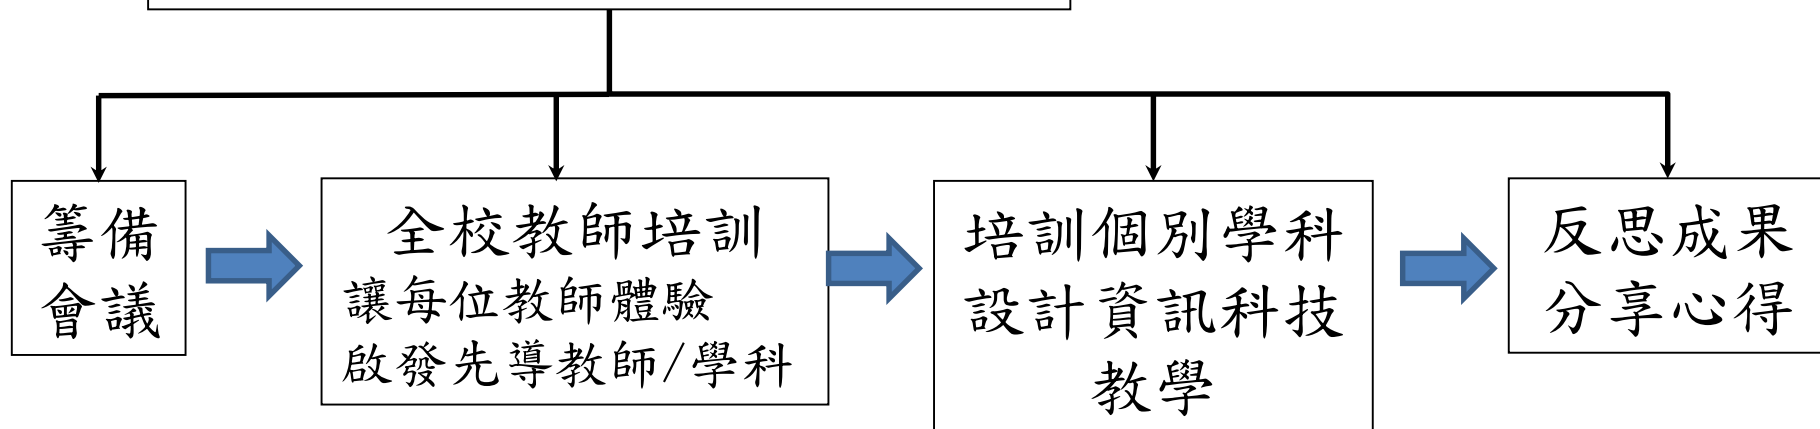 籌備
會議
全校教師培訓
讓每位教師體驗
啟發先導教師/學科
培訓個別學科
設計資訊科技
教學
反思成果
分享心得